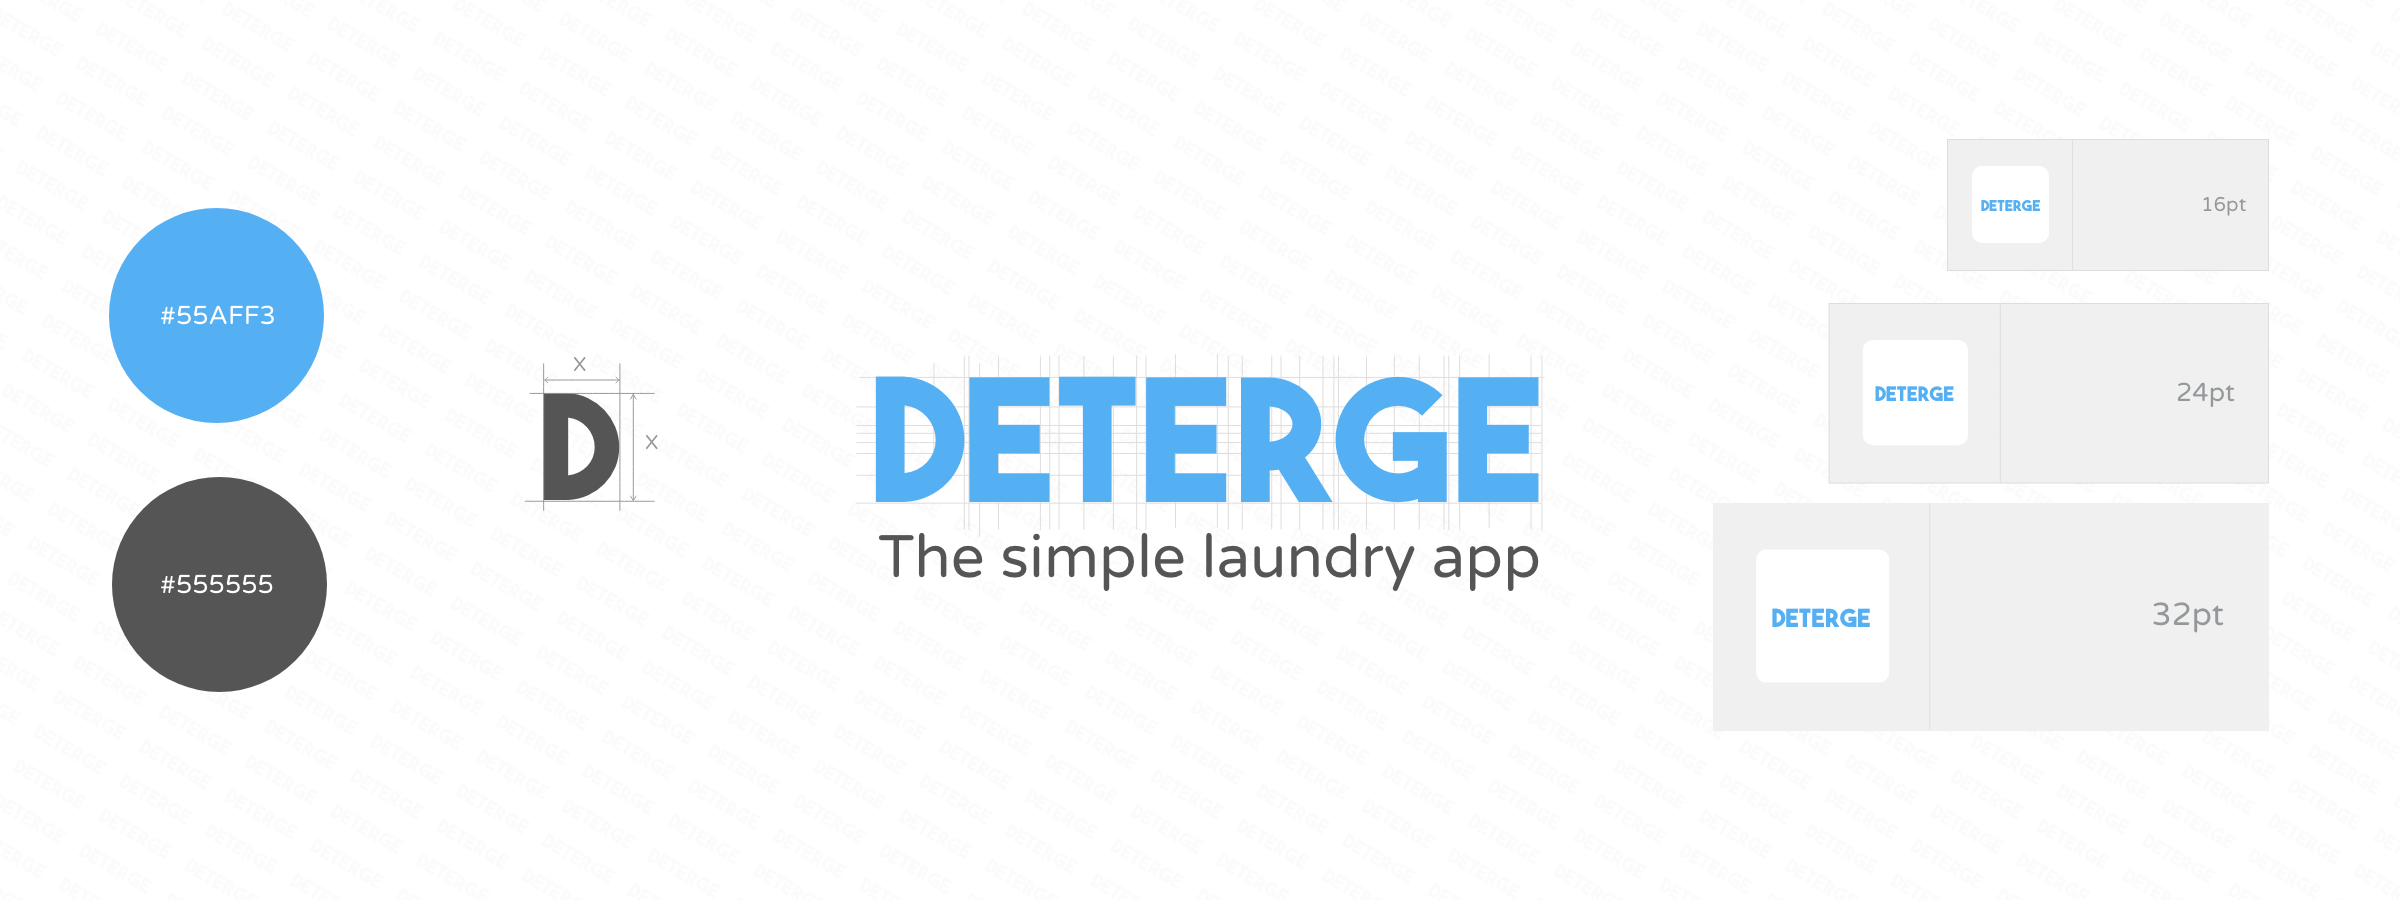 #55AFF3
#555555
X
X
D
DETERGE
The simple laundry app
DETERGE
16pt
DETERGE
24pt
DETERGE
32pt